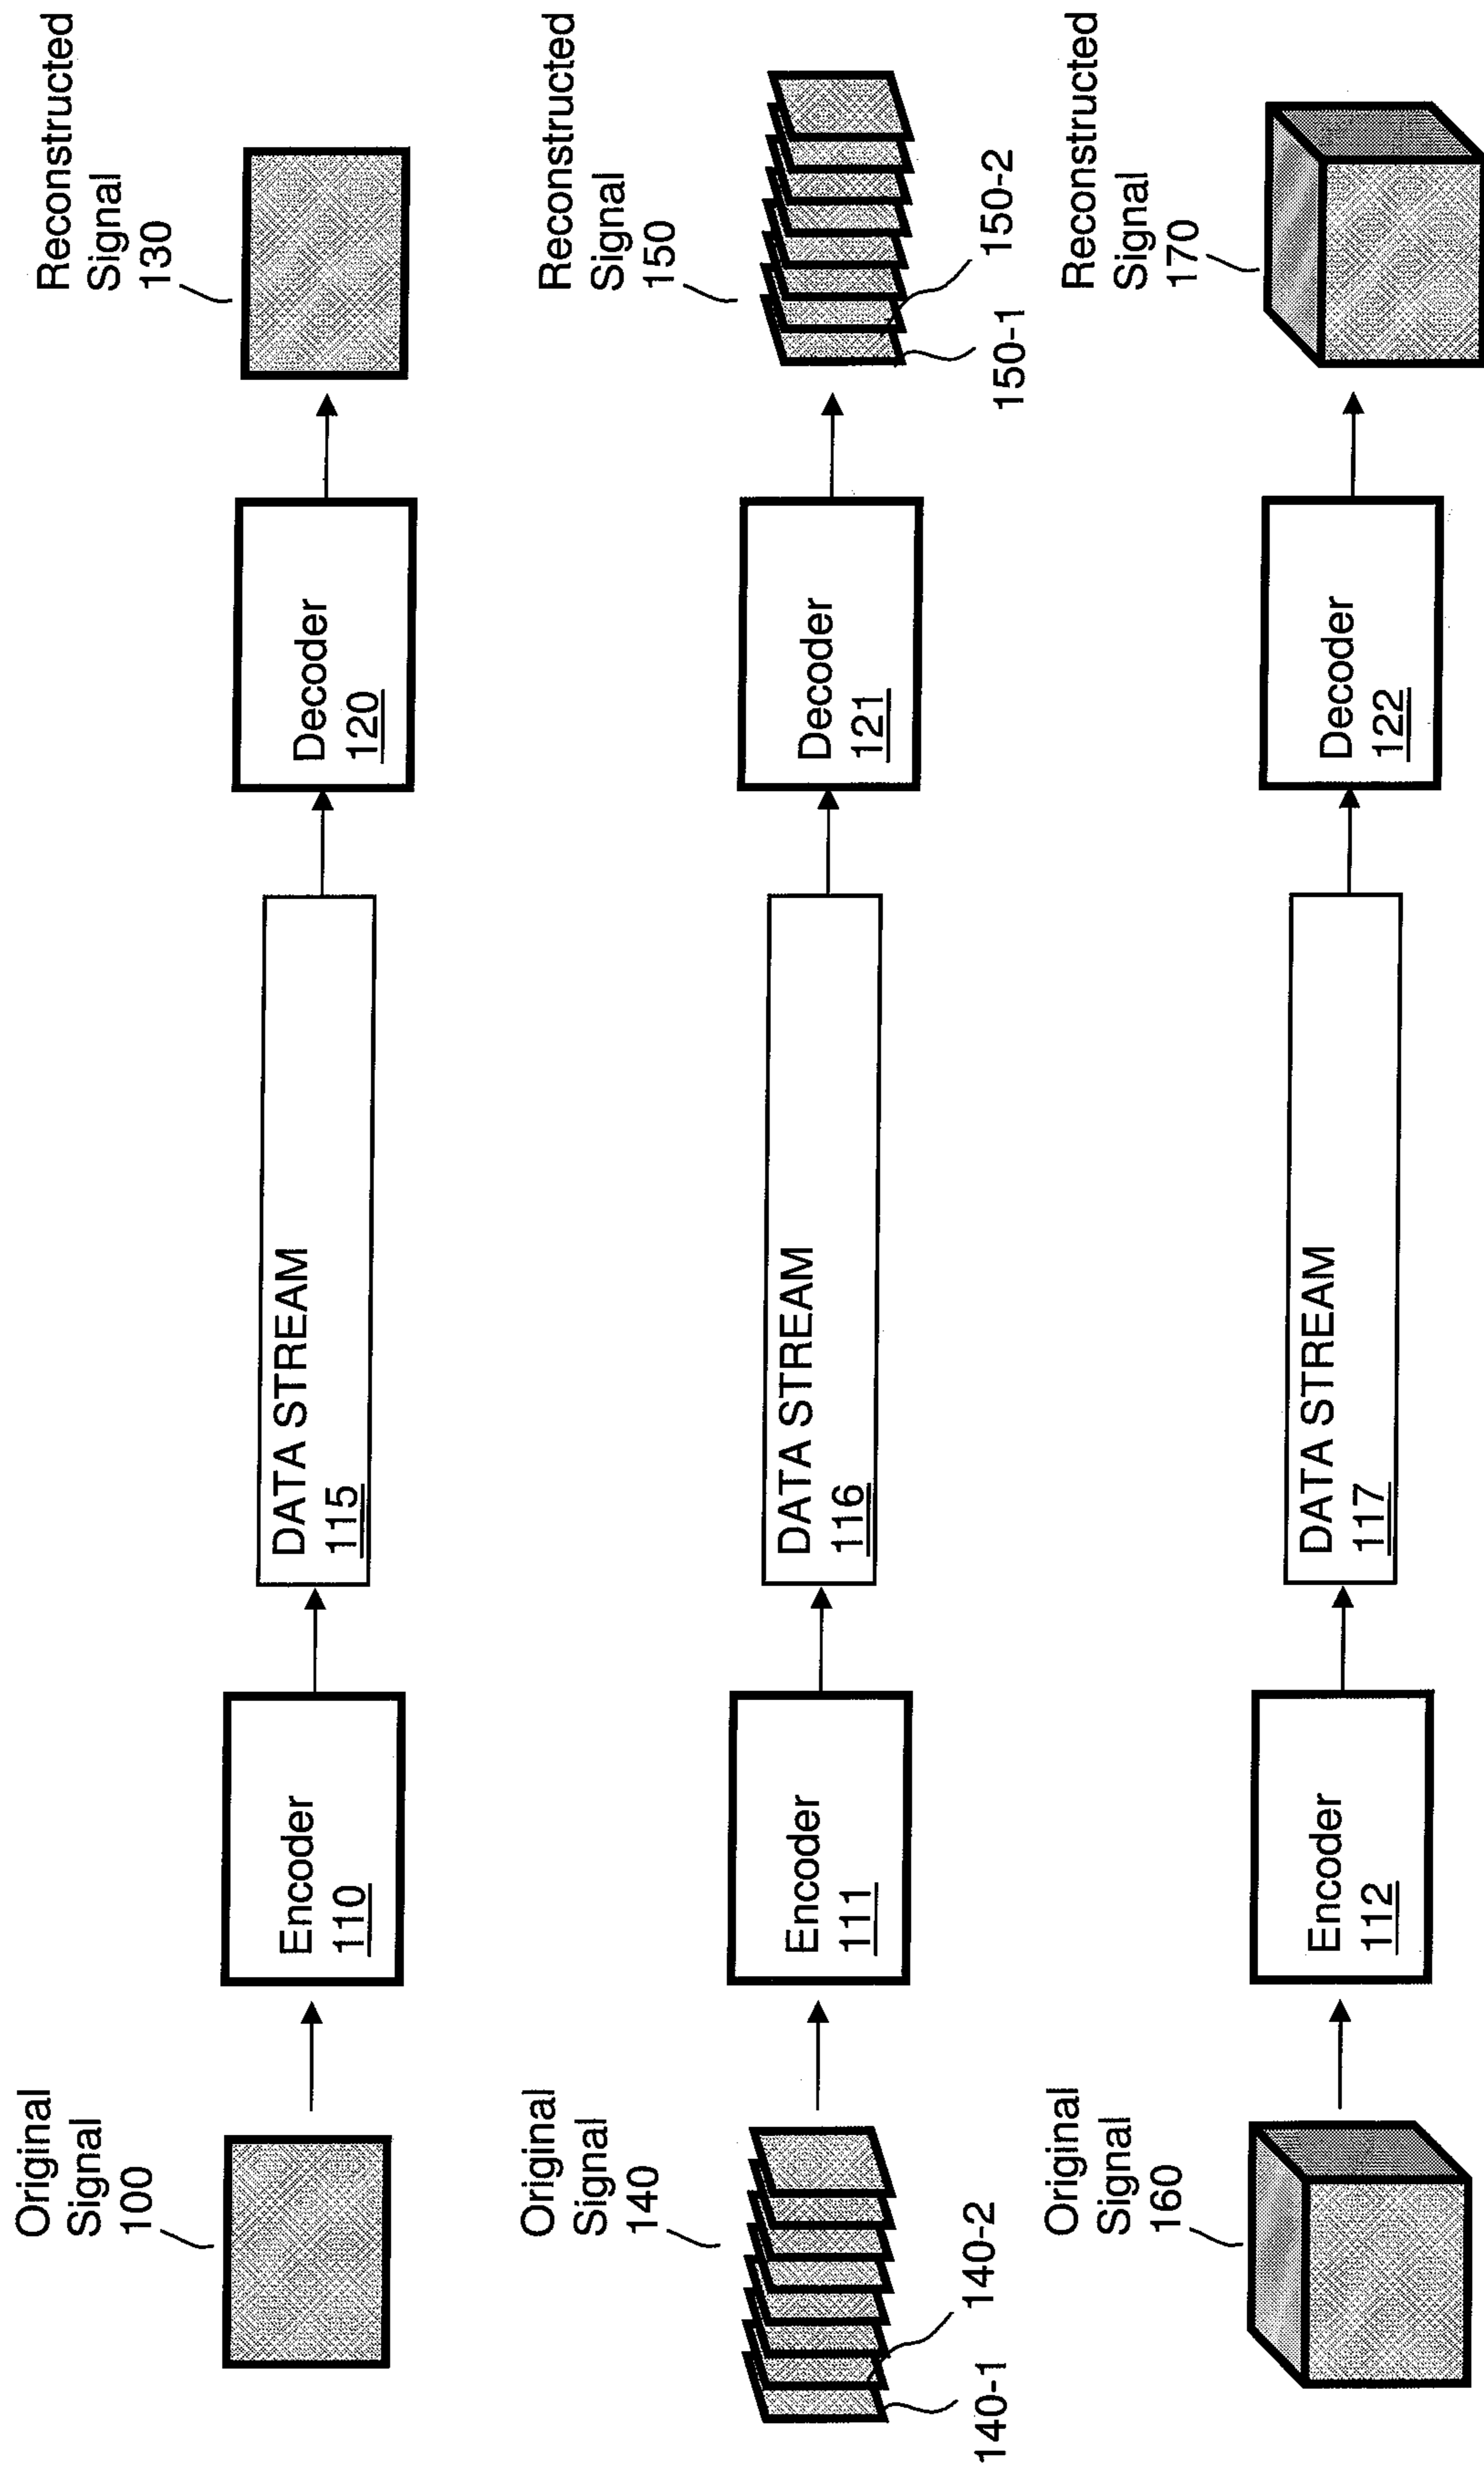 Original
Signal
100
Encoder
110
DATA STREAM
115
Decoder
120
Reconstructed
Signal
130
Original
Signal
140
140-1
140-2
Encoder
111
DATA STREAM
116
Decoder
121
Reconstructed
Signal
150
150-1
150-2
Original
Signal
160
Encoder
112
DATA STREAM
117
Decoder
122
Reconstructed
Signal
170